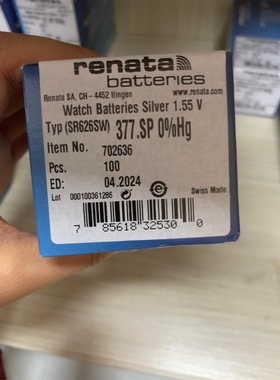 renata
batteries
Renata SA, CH-4452 Itingen
www.renata.com
Watch Batteries Silver 1.55 V
Typ (SR626SW) 377.SP 0%Hg
Item No. 702636
Pcs. 100
ED: 04.2024
Lot 000100361286
Swiss Made
7 85618 32530 0